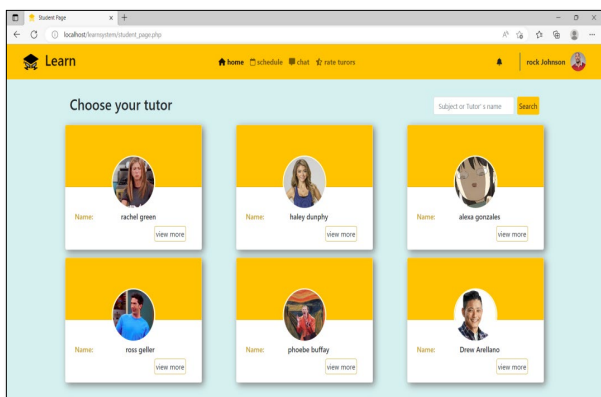 Student Page
localhost/learnsystem/student_page.php
Learn
home schedule chat rate turors
rock Johnson
Choose your tutor
Subject or Tutor' s name Search
Name: rachel green
view more
Name: haley dunphy
view more
Name: alexa gonzales
view more
Name: ross geller
view more
Name: phoebe buffay
view more
Name: Drew Arellano
view more